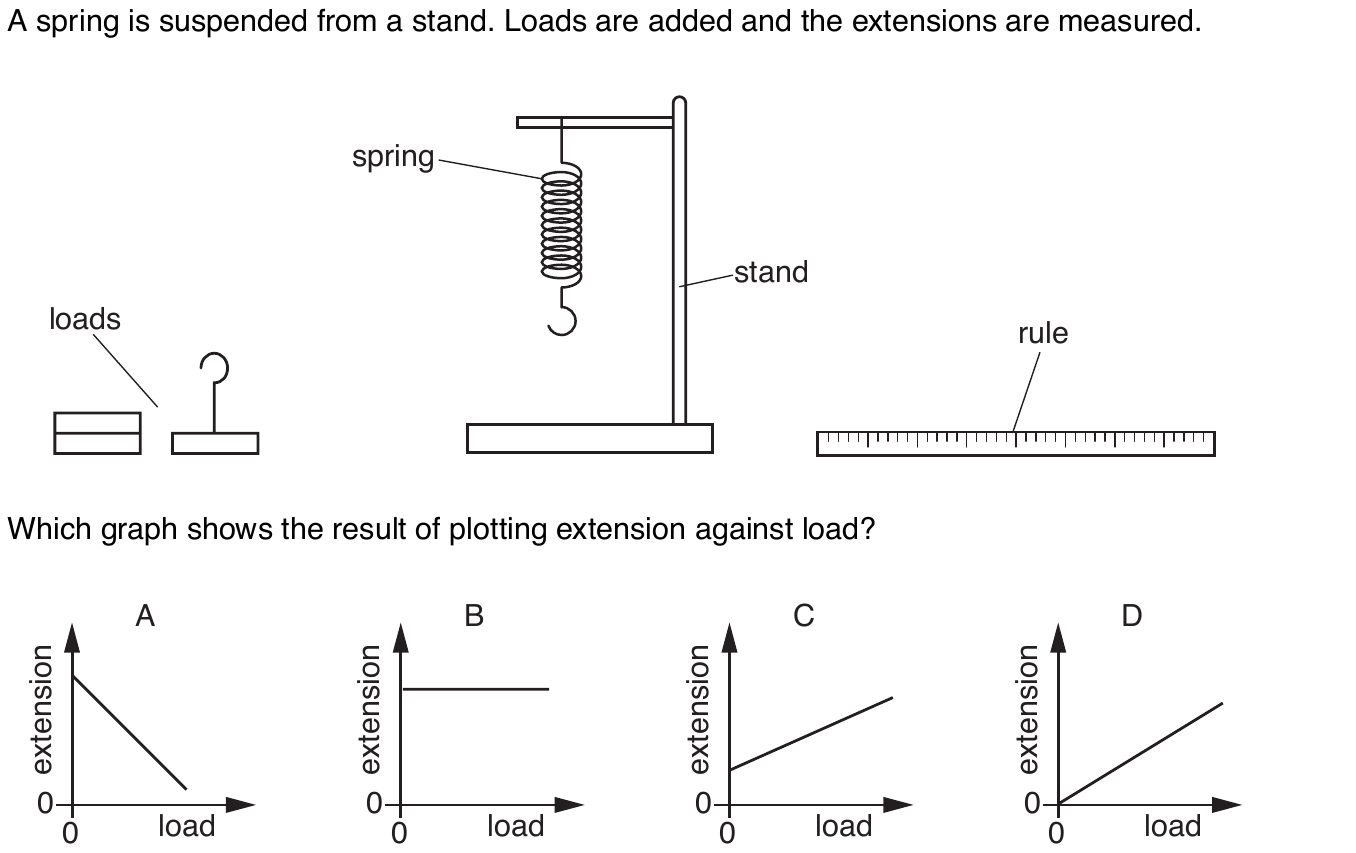 A spring is suspended from a stand. Loads are added and the extensions are measured.
spring
stand
loads
rule
Which graph shows the result of plotting extension against load?
A
B
C
D
extension
extension
extension
extension
0
0
0
0
load
load
load
load
0
0
0
0